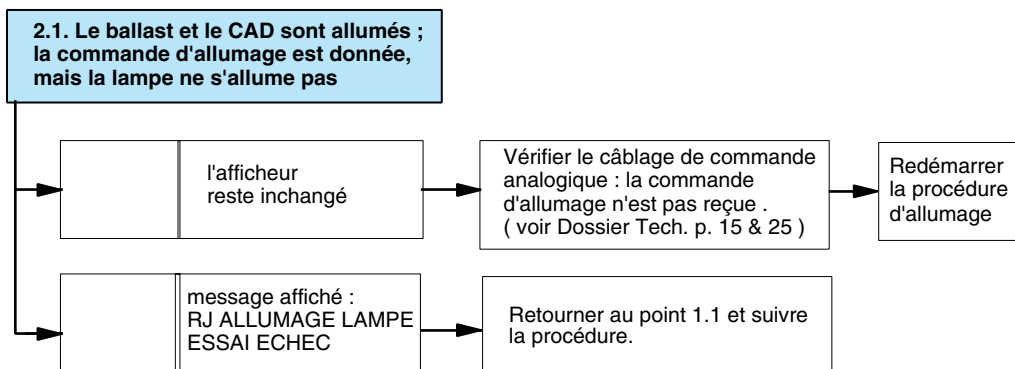 2.1. Le ballast et le CAD sont allumés ;
la commande d'allumage est donnée,
mais la lampe ne s'allume pas
l'afficheur
reste inchangé
Vérifier le câblage de commande
analogique : la commande
d'allumage n'est pas reçue .
( voir Dossier Tech. p. 15 & 25 )
Redémarrer
la procédure
d'allumage
message affiché :
RJ ALLUMAGE LAMPE
ESSAI ECHEC
Retourner au point 1.1 et suivre
la procédure.